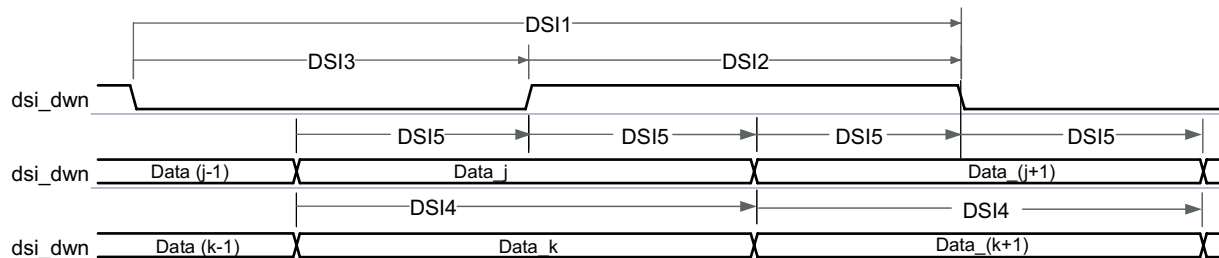 DSI1
DSI3 DSI2
dsi_dwn
DSI5 DSI5 DSI5 DSI5
dsi_dwn Data (j-1) Data_j Data_(j+1)
DSI4 DSI4
dsi_dwn Data (k-1) Data_k Data_(k+1)